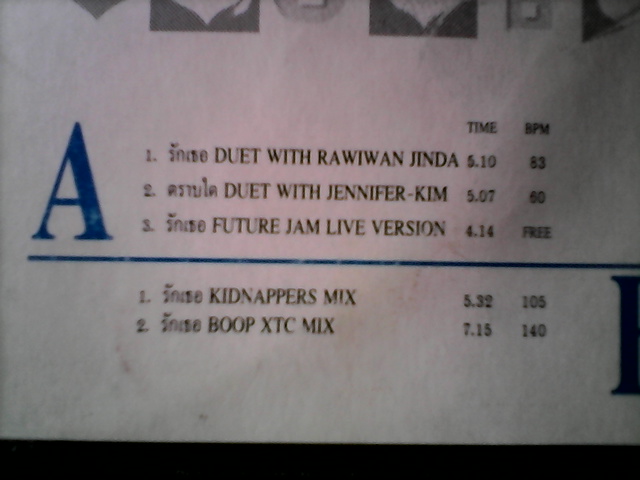 TIME BPM
A
1. รักเธอ DUET WITH RAWIWAN JINDA 5.10 83
2. ตราบใด DUET WITH JENNIFER-KIM 5.07 60
3. รักเธอ FUTURE JAM LIVE VERSION 4.14 FREE
1. รักเธอ KIDNAPPERS MIX 5.32 105
2. รักเธอ BOOP XTC MIX 7.15 140